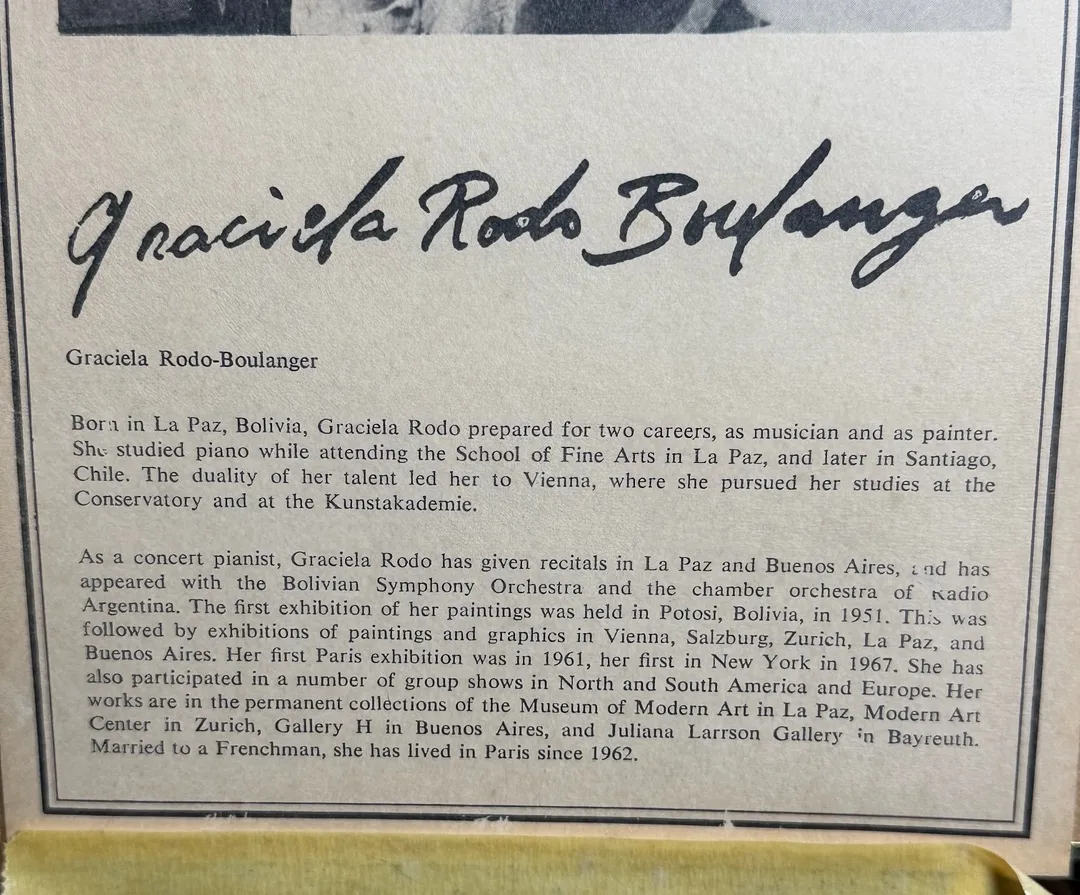 Graciela Rodo Boulanger
Graciela Rodo-Boulanger
Born in La Paz, Bolivia, Graciela Rodo prepared for two careers, as musician and as painter.
She studied piano while attending the School of Fine Arts in La Paz, and later in Santiago,
Chile. The duality of her talent led her to Vienna, where she pursued her studies at the
Conservatory and at the Kunstakademie.
As a concert pianist, Graciela Rodo has given recitals in La Paz and Buenos Aires, and has
appeared with the Bolivian Symphony Orchestra and the chamber orchestra of Radio
Argentina. The first exhibition of her paintings was held in Potosi, Bolivia, in 1951. This was
followed by exhibitions of paintings and graphics in Vienna, Salzburg, Zurich, La Paz, and
Buenos Aires. Her first Paris exhibition was in 1961, her first in New York in 1967. She has
also participated in a number of group shows in North and South America and Europe. Her
works are in the permanent collections of the Museum of Modern Art in La Paz, Modern Art
Center in Zurich, Gallery H in Buenos Aires, and Juliana Larrson Gallery in Bayreuth.
Married to a Frenchman, she has lived in Paris since 1962.